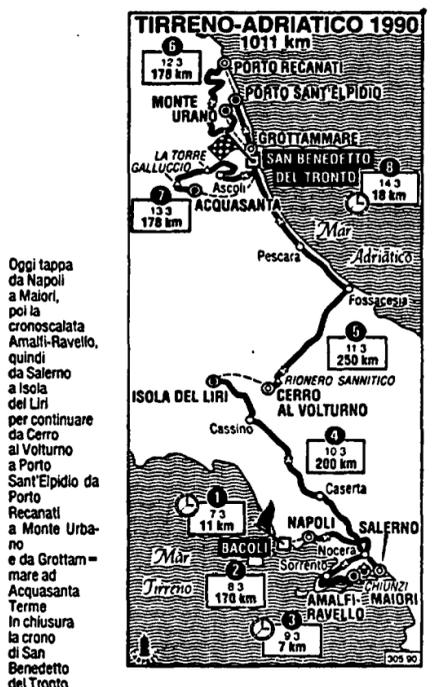 TIRRENO-ADRIATICO 1990
1011 km
6
12 3
178 km
PORTO RECANATI
PORTO SANT'ELPIDIO
MONTE
URANO
GROTTAMMARE
LA TORRE
GALLUCCIO
SAN BENEDETTO
DEL TRONTO
8
14 3
18 km
Ascoli
ACQUASANTA
7
13 3
178 km
Mar
Adriatico
Pescara
Fossacesia
5
11 3
250 km
RIONERO SANNITICO
ISOLA DEL LIRI
CERRO
AL VOLTURNO
Cassino
4
10 3
200 km
Caserta
1
7 3
11 km
NAPOLI
SALERNO
BACOLI
Nocera
Sorrento
CHIUNZI
Mar
Tirreno
2
8 3
170 km
AMALFI-
RAVELLO
MAIORI
3
9 3
7 km
305 90
Oggi tappa
da Napoli
a Maiori,
poi la
cronoscalata
Amalfi-Ravello,
quindi
da Salerno
a Isola
del Liri
per continuare
da Cerro
al Volturno
a Porto
Sant'Elpidio da
Porto
Recanati
a Monte Urba-
no
e da Grottam=
mare ad
Acquasanta
Terme
In chiusura
la crono
di San
Benedetto
del Tronto